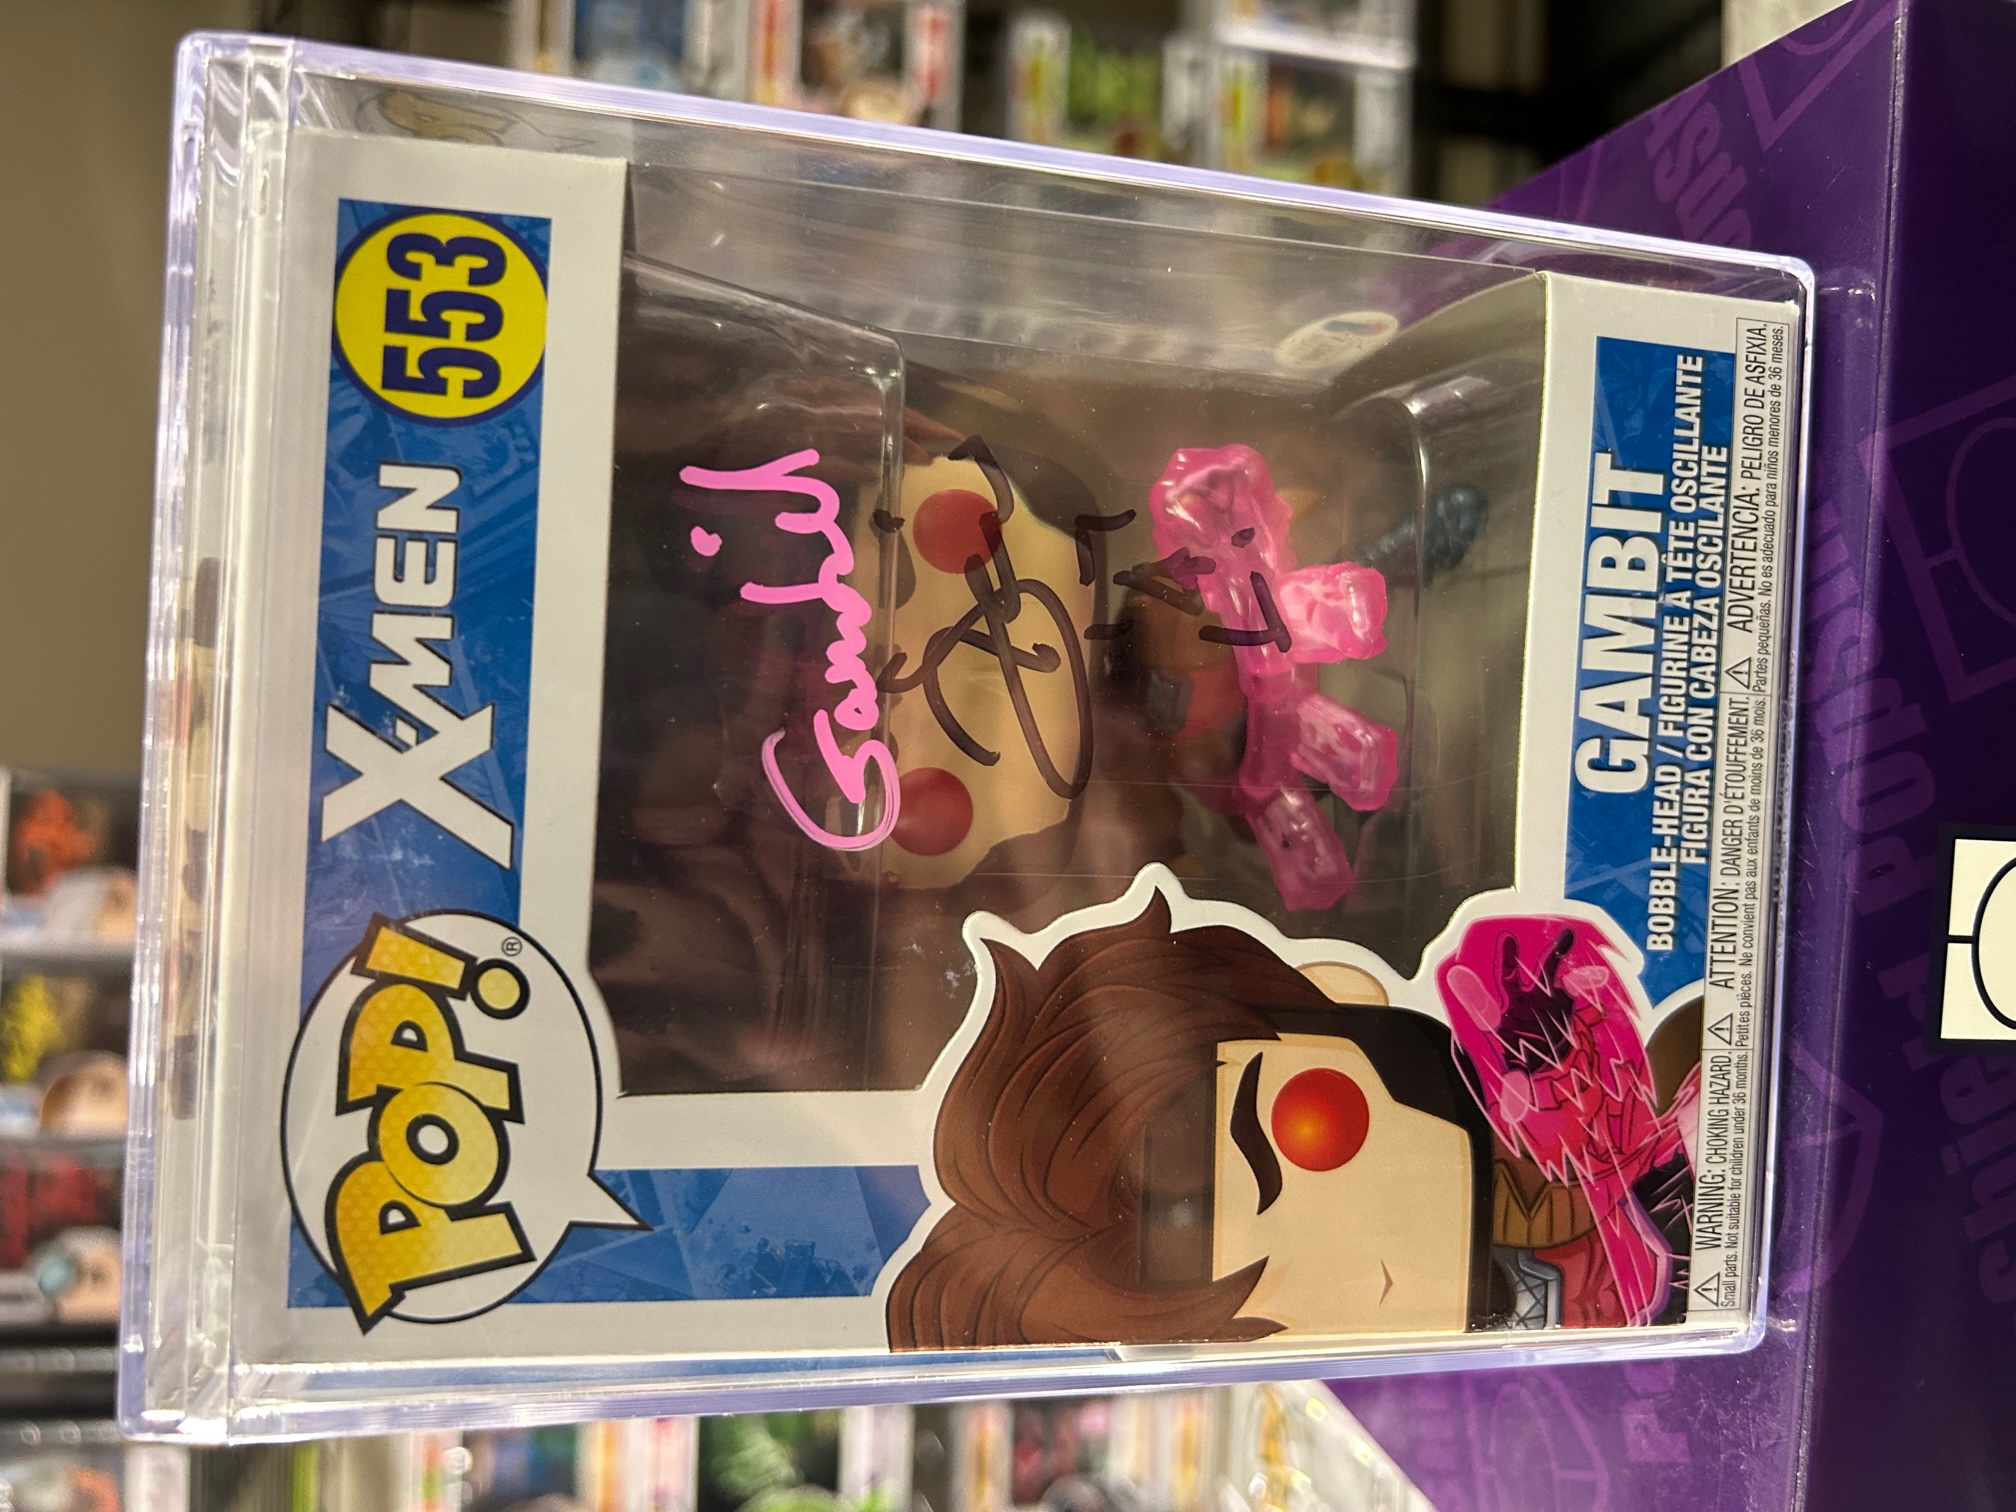 POP!®
X-MEN
553
Gambit
GAMBIT
BOBBLE-HEAD / FIGURINE À TÊTE OSCILLANTE
FIGURA CON CABEZA OSCILANTE
⚠ WARNING: CHOKING HAZARD. ⚠ ATTENTION: DANGER D'ÉTOUFFEMENT. ⚠ ADVERTENCIA: PELIGRO DE ASFIXIA.
Small parts. Not suitable for children under 36 months. Petites pièces. Ne convient pas aux enfants de moins de 36 mois. Partes pequeñas. No es adecuado para niños menores de 36 meses.